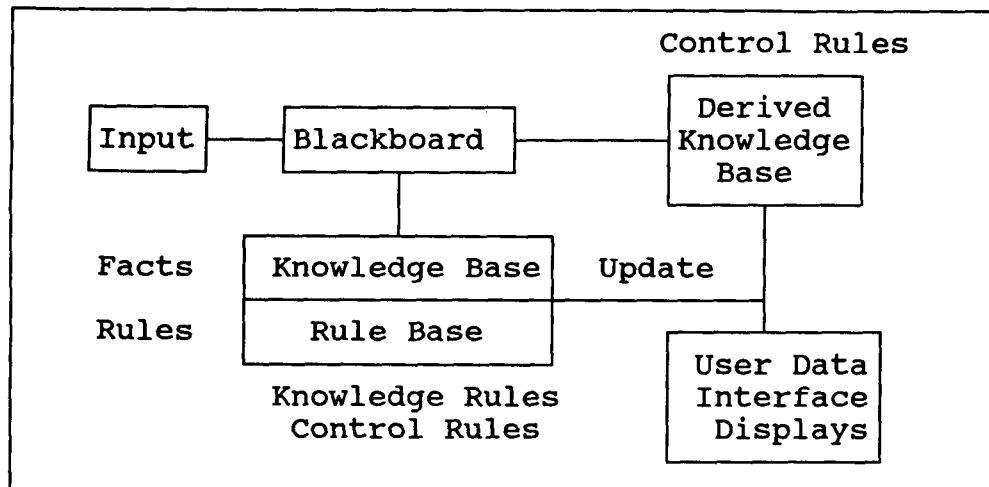 Control Rules
Input
Blackboard
Derived
Knowledge
Base
Facts
Knowledge Base
Update
Rules
Rule Base
Knowledge Rules
Control Rules
User Data
Interface
Displays